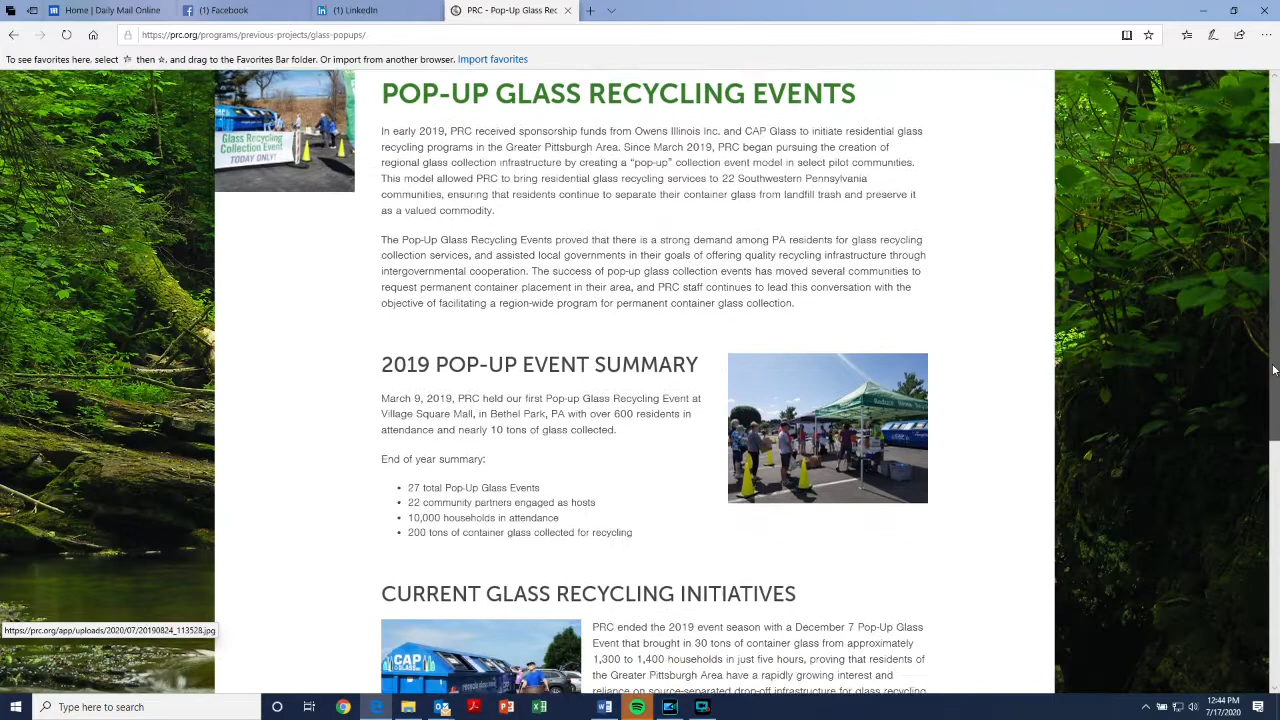 Home | Daily Mail Online
(1) LinkedIn
PRC - PRC Glass Recy
https://prc.org/programs/previous-projects/glass-popups/
To see favorites here, select then ☆, and drag to the Favorites Bar folder. Or import from another browser. Import favorites
Glass Recycling
Collection Event
TODAY ONLY!
POP-UP GLASS RECYCLING EVENTS
In early 2019, PRC received sponsorship funds from Owens Illinois Inc. and CAP Glass to initiate residential glass
recycling programs in the Greater Pittsburgh Area. Since March 2019, PRC began pursuing the creation of
regional glass collection infrastructure by creating a “pop-up” collection event model in select pilot communities.
This model allowed PRC to bring residential glass recycling services to 22 Southwestern Pennsylvania
communities, ensuring that residents continue to separate their container glass from landfill trash and preserve it
as a valued commodity.
The Pop-Up Glass Recycling Events proved that there is a strong demand among PA residents for glass recycling
collection services, and assisted local governments in their goals of offering quality recycling infrastructure through
intergovernmental cooperation. The success of pop-up glass collection events has moved several communities to
request permanent container placement in their area, and PRC staff continues to lead this conversation with the
objective of facilitating a region-wide program for permanent container glass collection.
2019 POP-UP EVENT SUMMARY
March 9, 2019, PRC held our first Pop-up Glass Recycling Event at
Village Square Mall, in Bethel Park, PA with over 600 residents in
attendance and nearly 10 tons of glass collected.
End of year summary:
• 27 total Pop-Up Glass Events
• 22 community partners engaged as hosts
• 10,000 households in attendance
• 200 tons of container glass collected for recycling
CURRENT GLASS RECYCLING INITIATIVES
CAP
GLASS
PRC ended the 2019 event season with a December 7 Pop-Up Glass
Event that brought in 30 tons of container glass from approximately
1,300 to 1,400 households in just five hours, proving that residents of
the Greater Pittsburgh Area have a rapidly growing interest and
reliance on source-separated drop-off infrastructure for glass recycling
https://prc.org/app/uploads/2020/07/20190824_113528.jpg
Type here to search
12:44 PM
7/17/2020